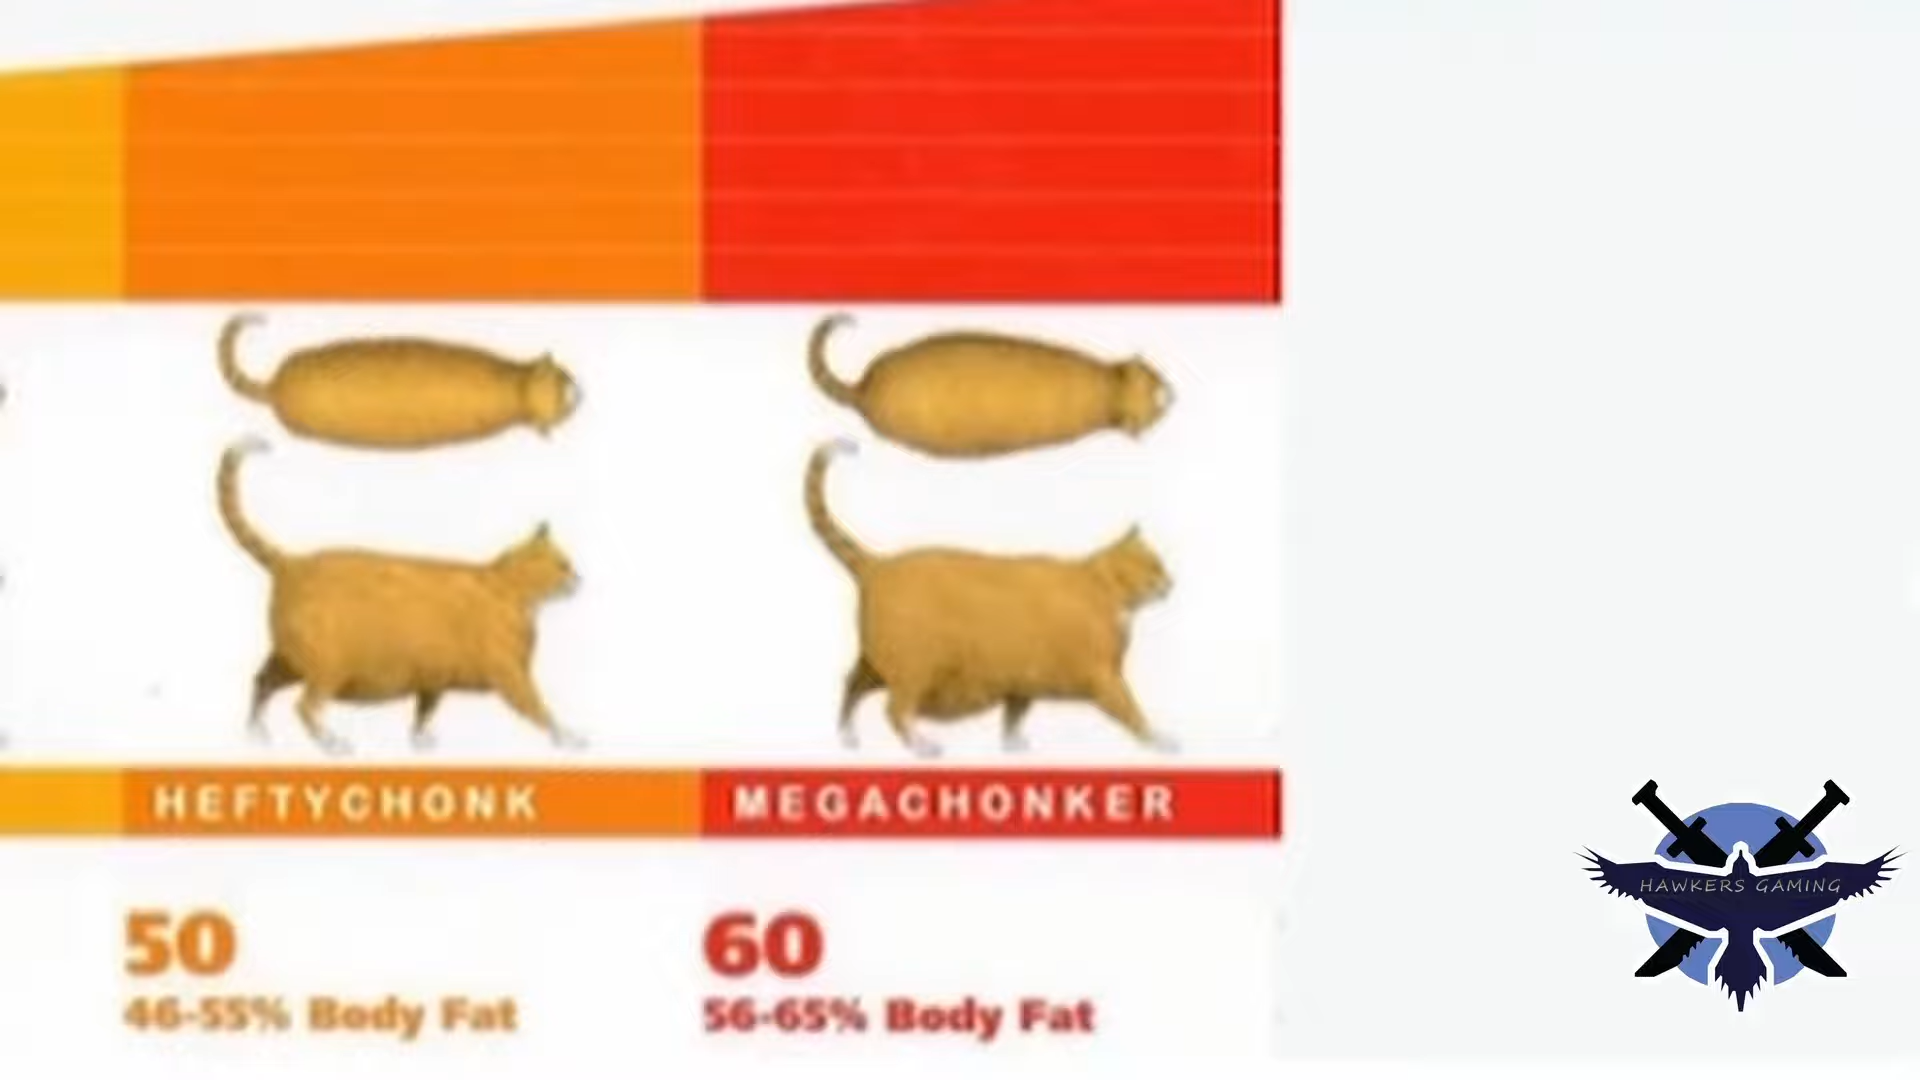 HEFTYCHONK
MEGACHONKER
50
46-55% Body Fat
60
56-65% Body Fat
HAWKERS GAMING